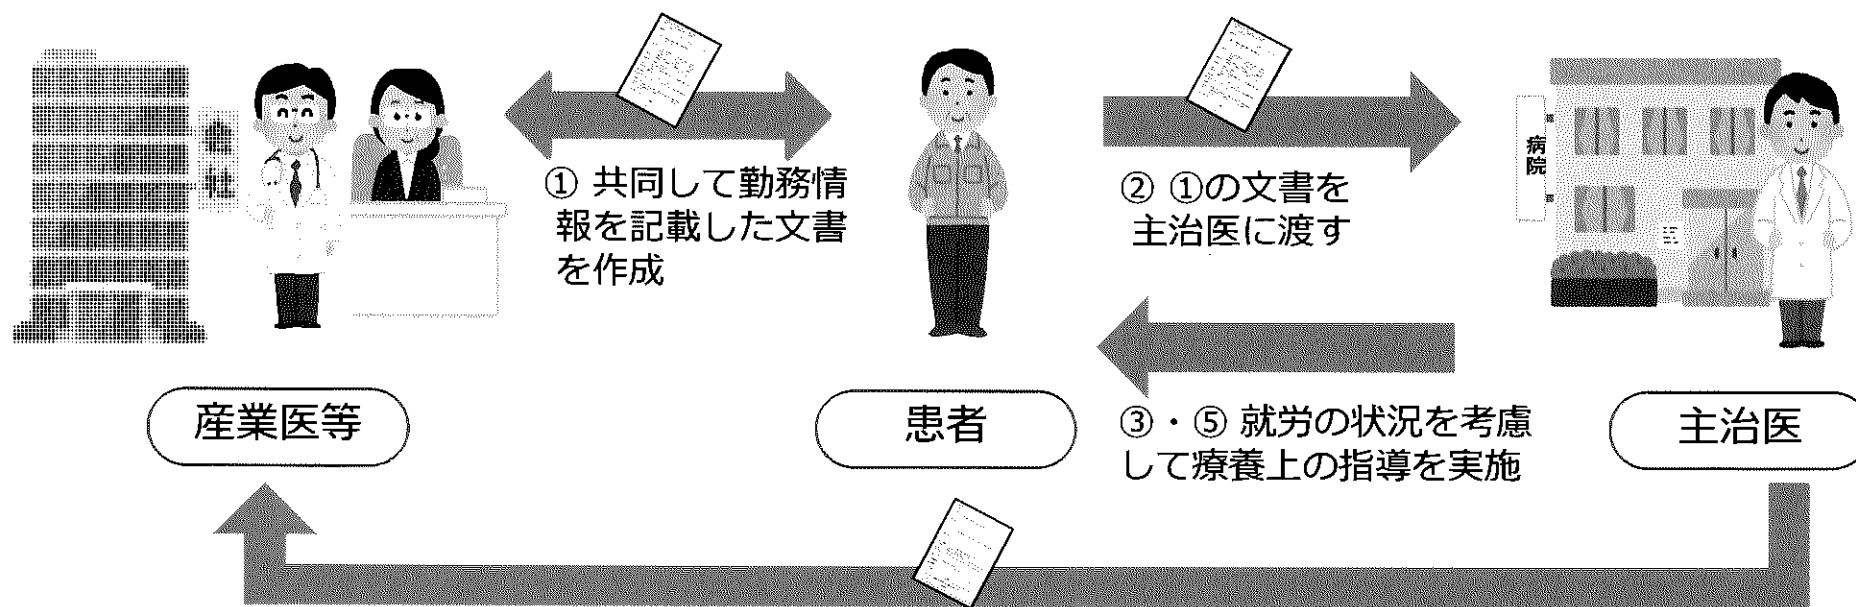 会社
① 共同して勤務情
報を記載した文書
を作成
② ①の文書を
主治医に渡す
病院
③・⑤ 就労の状況を考慮
して療養上の指導を実施
産業医等
患者
主治医